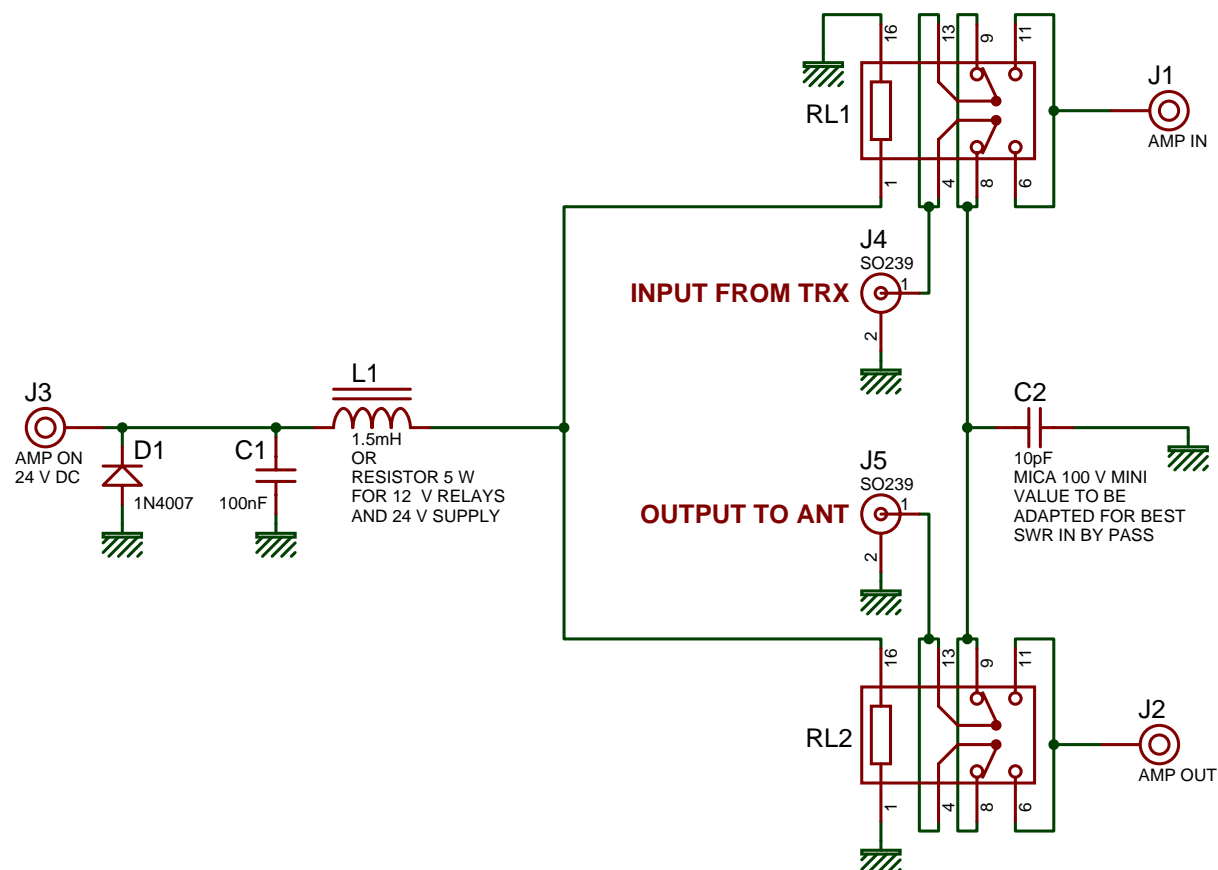 16
13
9
11
J1
AMP IN
RL1
1
4
8
6
J4
SO239
1
2
INPUT FROM TRX
J3
AMP ON
24 V DC
D1
1N4007
C1
100nF
L1
1.5mH
OR
RESISTOR 5 W
FOR 12 V RELAYS
AND 24 V SUPPLY
C2
10pF
MICA 100 V MINI
VALUE TO BE
ADAPTED FOR BEST
SWR IN BY PASS
J5
SO239
1
2
OUTPUT TO ANT
16
13
9
11
J2
AMP OUT
RL2
1
4
8
6